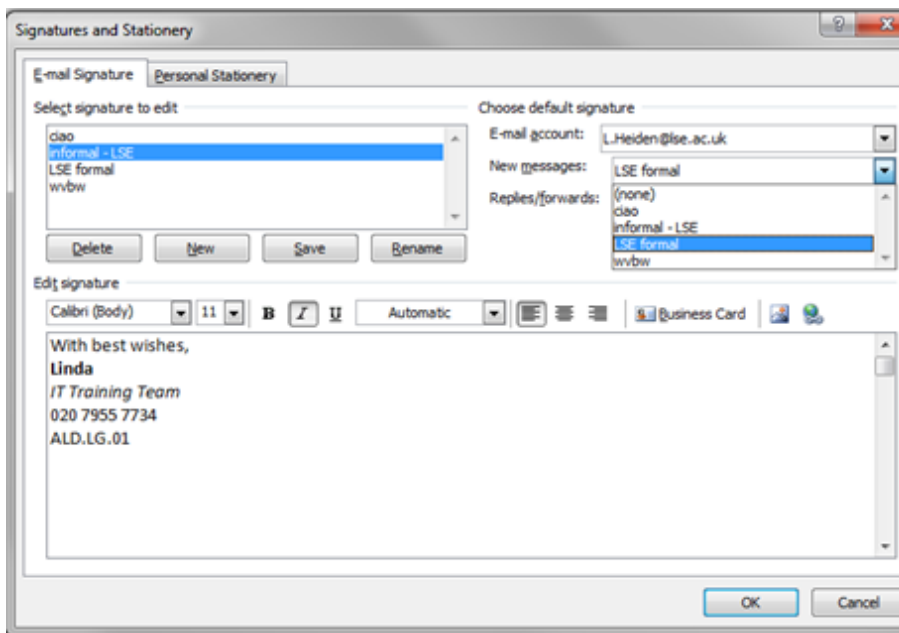 Signatures and Stationery
E-mail Signature
Personal Stationery
Select signature to edit
Choose default signature
ciao
informal - LSE
LSE formal
wvbw
E-mail account: L.Heiden@lse.ac.uk
New messages: LSE formal
Replies/forwards:
(none)
ciao
informal - LSE
LSE formal
wvbw
Delete
New
Save
Rename
Edit signature
Calibri (Body) 11 B I U Automatic Business Card
With best wishes,
Linda
IT Training Team
020 7955 7734
ALD.LG.01
OK
Cancel